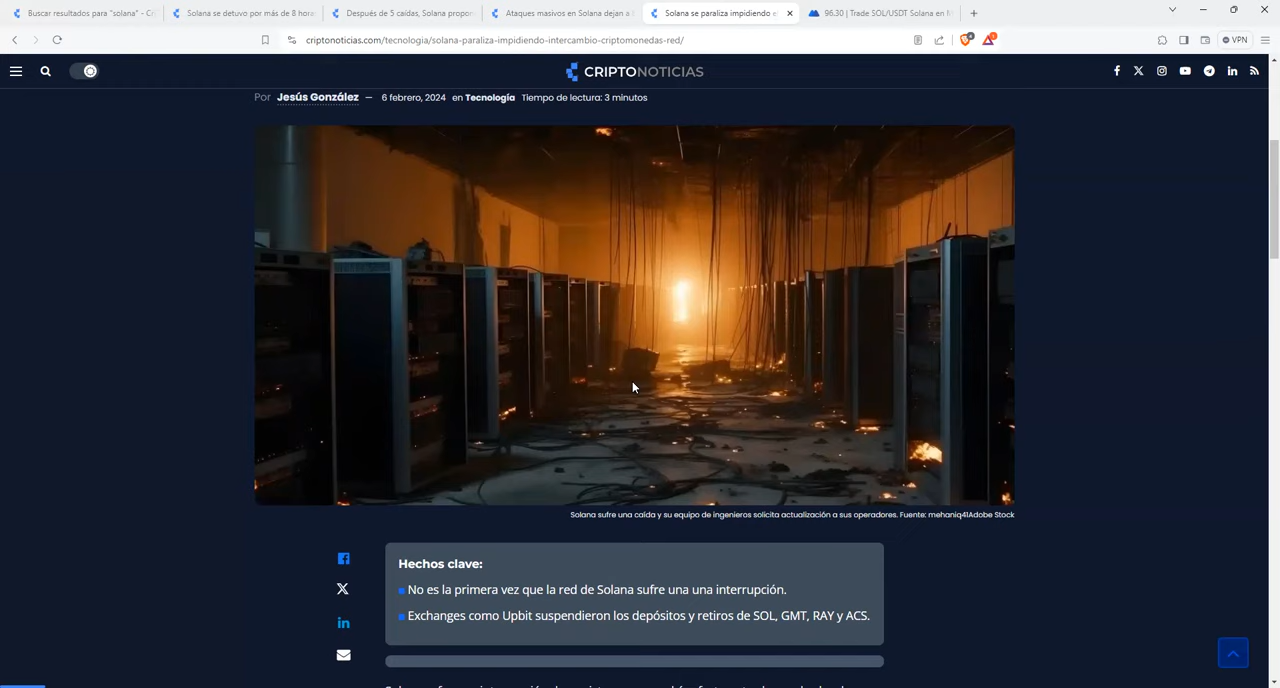 Buscar resultados para "solana" - Cri
Solana se detuvo por más de 8 hora
Después de 5 caídas, Solana propon
Ataques masivos en Solana dejan a
Solana se paraliza impidiendo e
96.30 | Trade SOL/USDT Solana en M
criptonoticias.com/tecnologia/solana-paraliza-impidiendo-intercambio-criptomonedas-red/
VPN
CRIPTONOTICIAS
Por Jesús González — 6 febrero, 2024 en Tecnología Tiempo de lectura: 3 minutos
Solana sufre una caída y su equipo de ingenieros solicita actualización a sus operadores. Fuente: mehaniq41Adobe Stock
Hechos clave:
No es la primera vez que la red de Solana sufre una una interrupción.
Exchanges como Upbit suspendieron los depósitos y retiros de SOL, GMT, RAY y ACS.